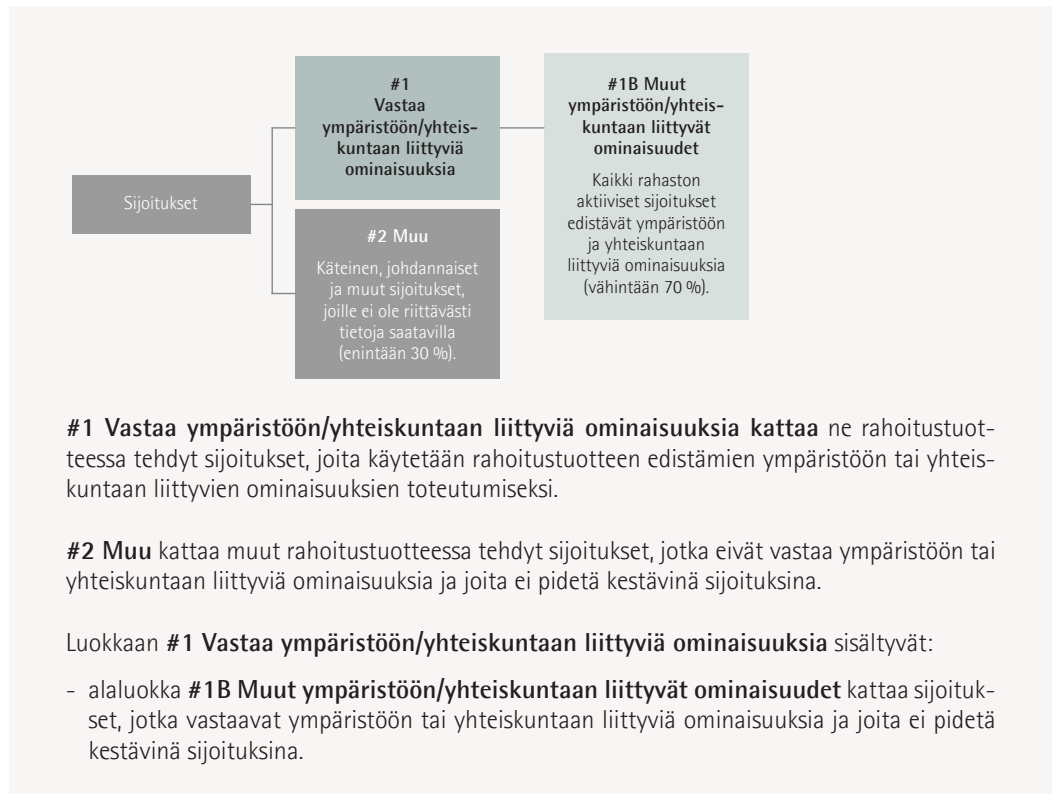 Sijoitukset
#1
Vastaa
ympäristöön/yhteis-
kuntaan liittyviä
ominaisuuksia
#2 Muu
Käteinen, johdannaiset
ja muut sijoitukset,
joille ei ole riittävästi
tietoja saatavilla
(enintään 30 %).
#1B Muut
ympäristöön/yhteis-
kuntaan liittyvät
ominaisuudet
Kaikki rahaston
aktiiviset sijoitukset
edistävät ympäristöön
ja yhteiskuntaan
liittyviä ominaisuuksia
(vähintään 70 %).
#1 Vastaa ympäristöön/yhteiskuntaan liittyviä ominaisuuksia kattaa ne rahoitustuot-
teessa tehdyt sijoitukset, joita käytetään rahoitustuotteen edistämien ympäristöön tai yhteis-
kuntaan liittyvien ominaisuuksien toteutumiseksi.
#2 Muu kattaa muut rahoitustuotteessa tehdyt sijoitukset, jotka eivät vastaa ympäristöön tai
yhteiskuntaan liittyviä ominaisuuksia ja joita ei pidetä kestävinä sijoituksina.
Luokkaan #1 Vastaa ympäristöön/yhteiskuntaan liittyviä ominaisuuksia sisältyvät:
- alaluokka #1B Muut ympäristöön/yhteiskuntaan liittyvät ominaisuudet kattaa sijoituk-
set, jotka vastaavat ympäristöön tai yhteiskuntaan liittyviä ominaisuuksia ja joita ei pidetä
kestävinä sijoituksina.